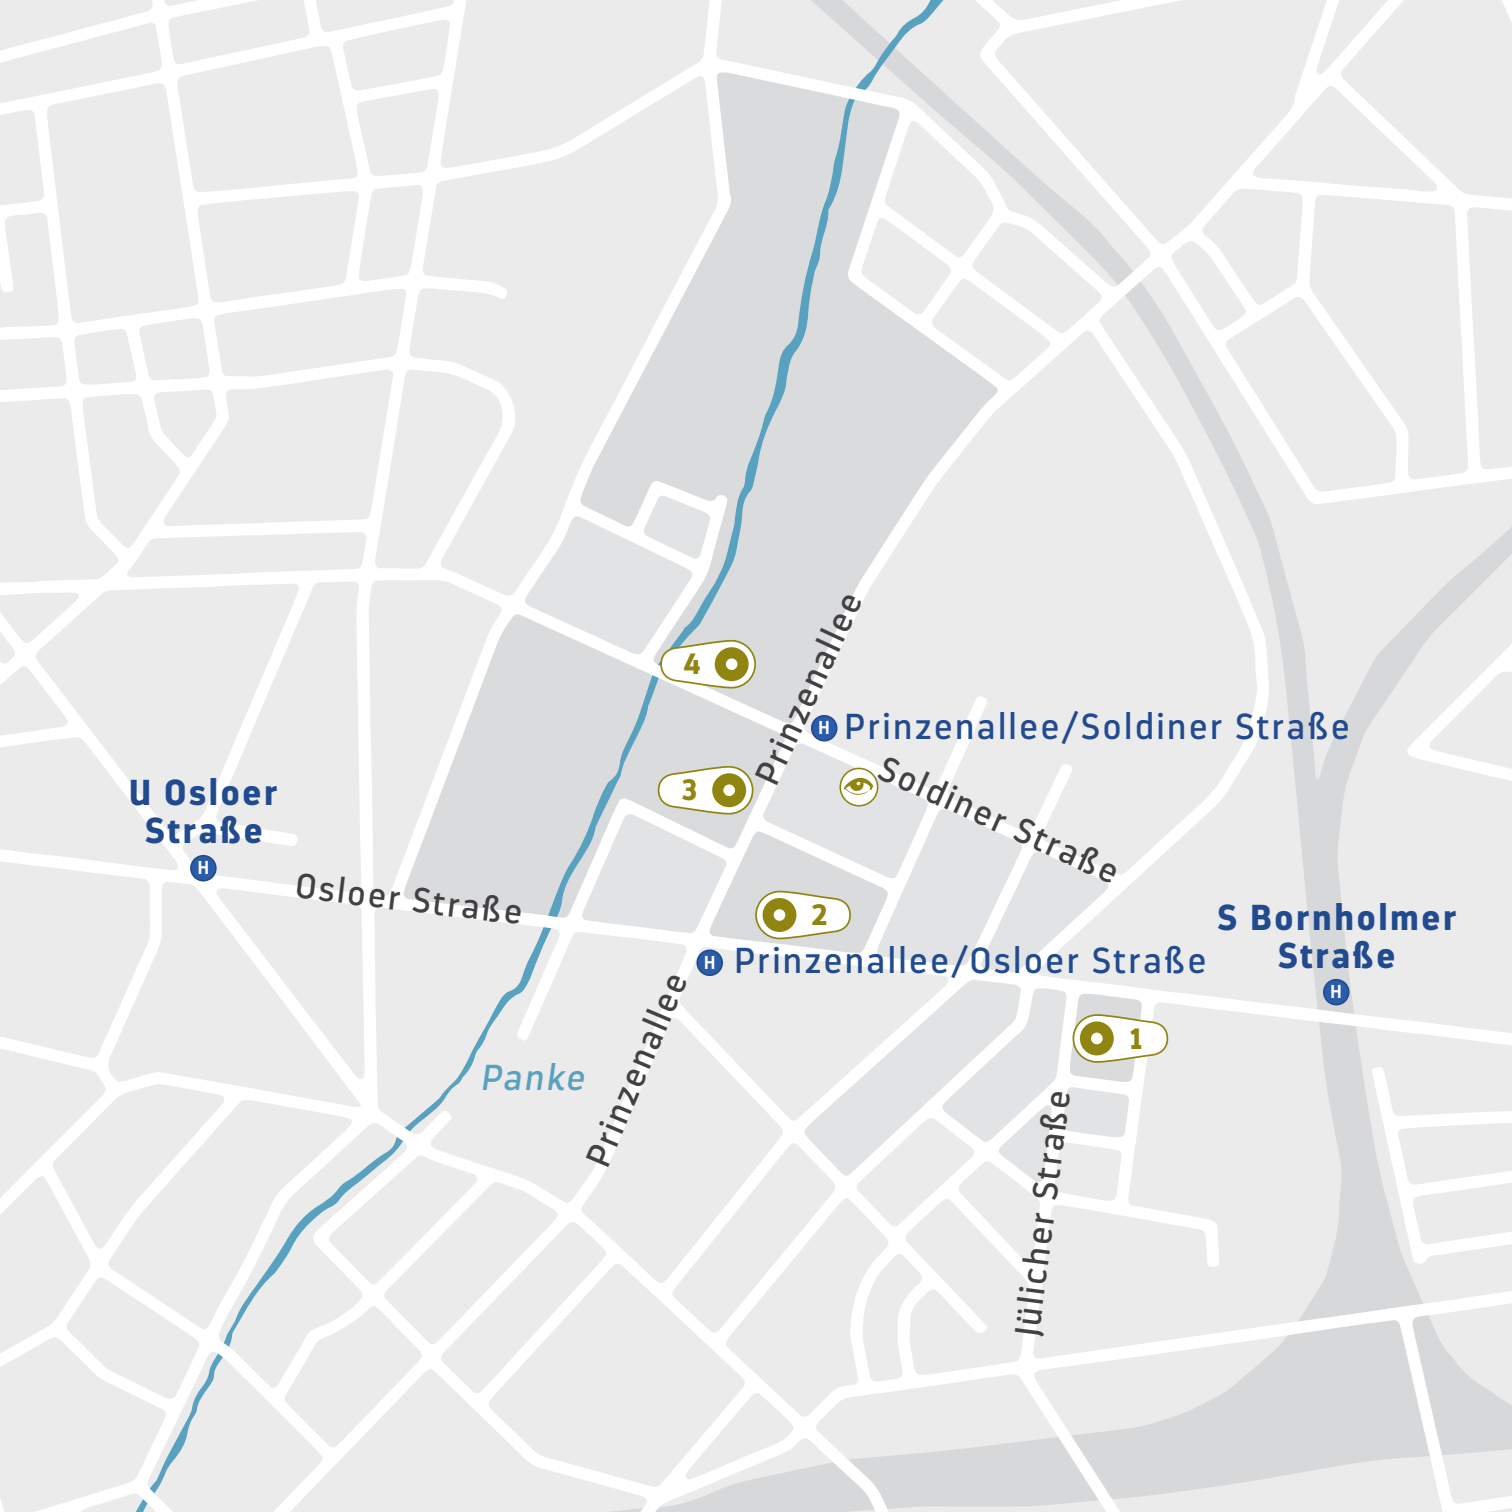 Prinzenallee
4
H Prinzenallee/Soldiner Straße
3
Soldiner Straße
U Osloer
Straße
H
Osloer Straße
2
S Bornholmer
Straße
H
H Prinzenallee/Osloer Straße
Prinzenallee
1
Panke
Jülicher Straße